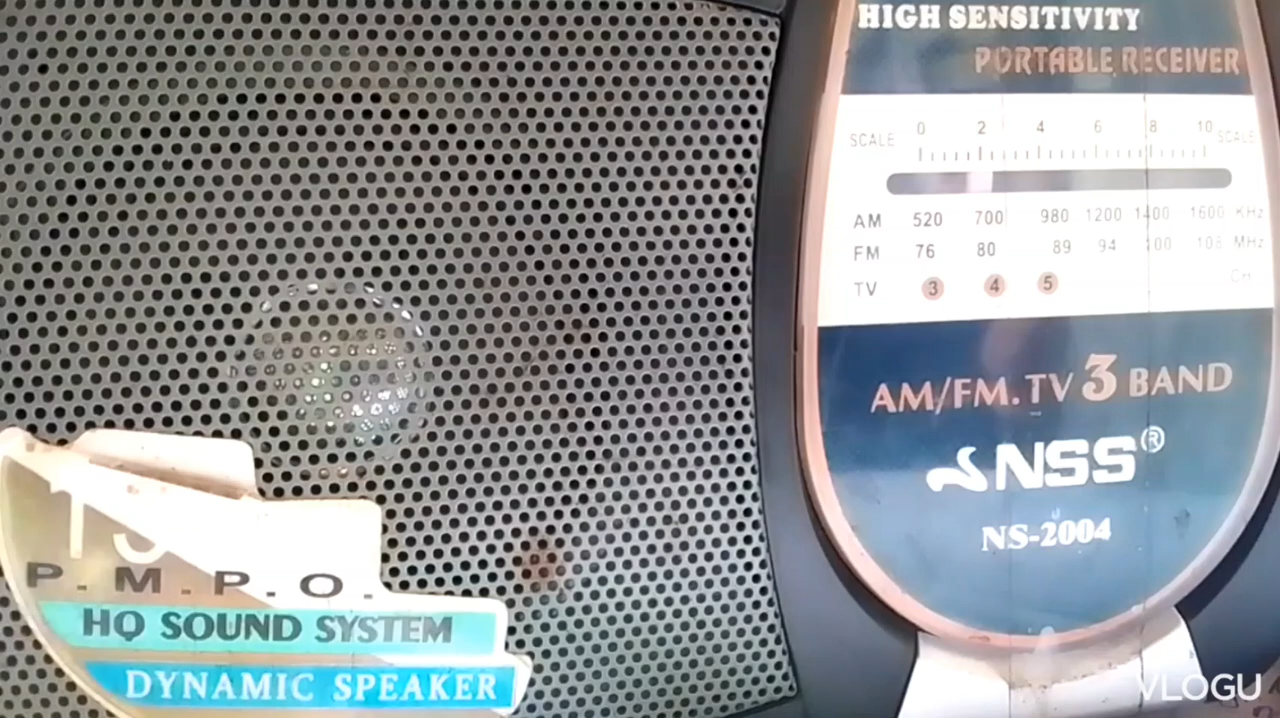 HIGH SENSITIVITY
PORTABLE RECEIVER
0 2 4 6 8 10
SCALE SCALE
AM 520 700 980 1200 1400 1600 KHz
FM 76 80 89 94 100 108 MHz
TV 3 4 5 CH
AM/FM.TV 3 BAND
NSS®
NS-2004
P.M.P.O.
HQ SOUND SYSTEM
DYNAMIC SPEAKER
VLOGU